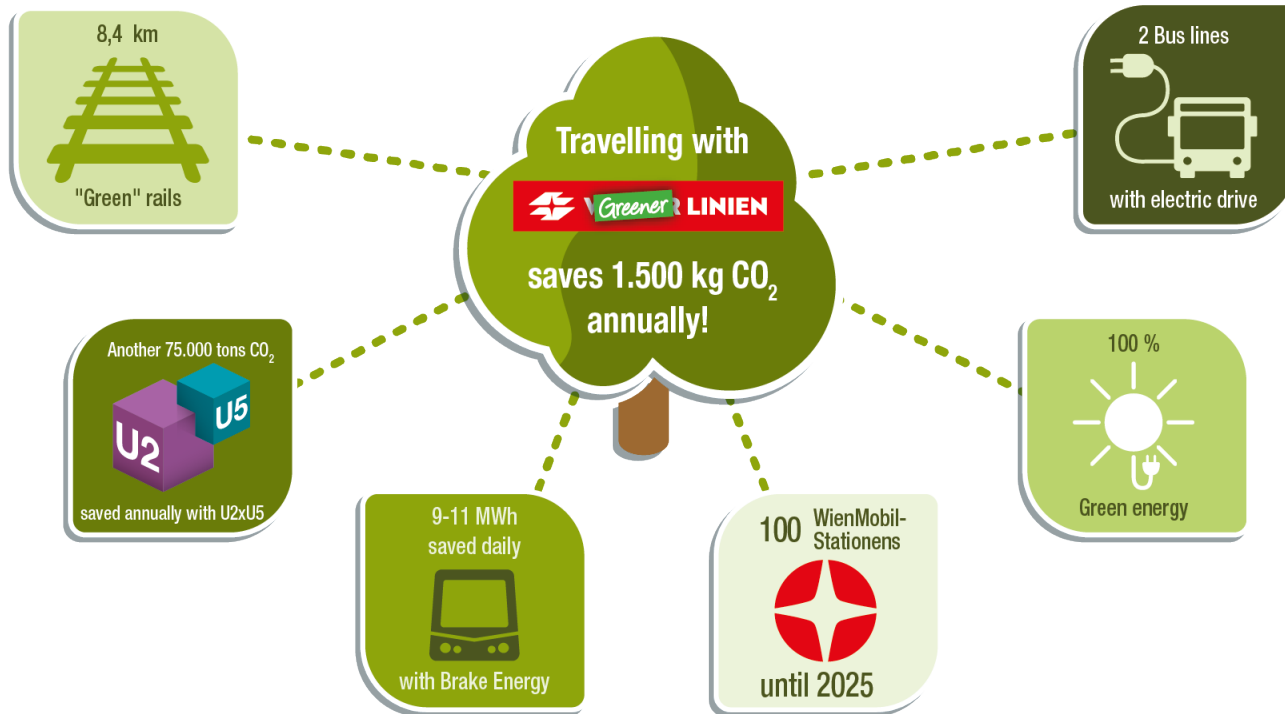 8,4 km
"Green" rails
Travelling with
Greener LINIEN
saves 1.500 kg CO₂
annually!
2 Bus lines
with electric drive
Another 75.000 tons CO₂
U2
U5
saved annually with U2xU5
9-11 MWh
saved daily
with Brake Energy
100 WienMobil-
Stationens
until 2025
100 %
Green energy